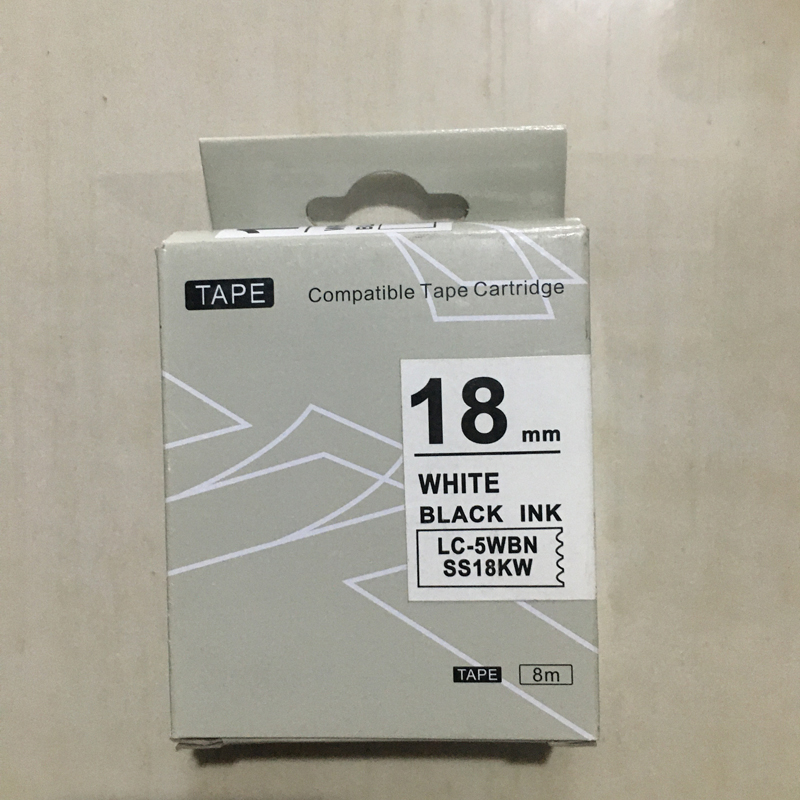 TAPE
Compatible Tape Cartridge
18 mm
WHITE
BLACK INK
LC-5WBN
SS18KW
TAPE
8m